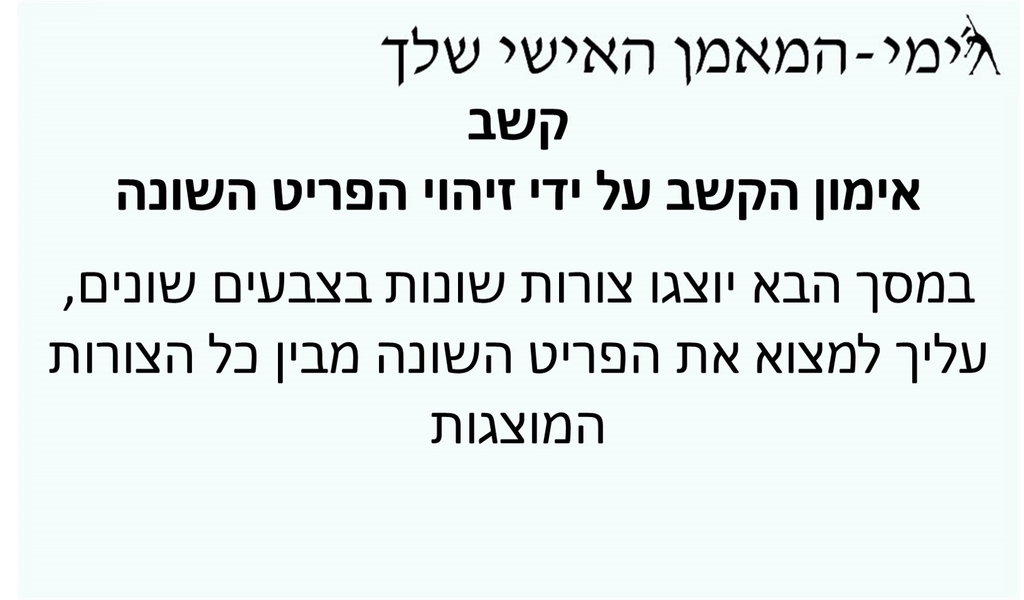 ג'ימי-המאמן האישי שלך
קשב
אימון הקשב על ידי זיהוי הפריט השונה
במסך הבא יוצגו צורות שונות בצבעים שונים,
עליך למצוא את הפריט השונה מבין כל הצורות
המוצגות